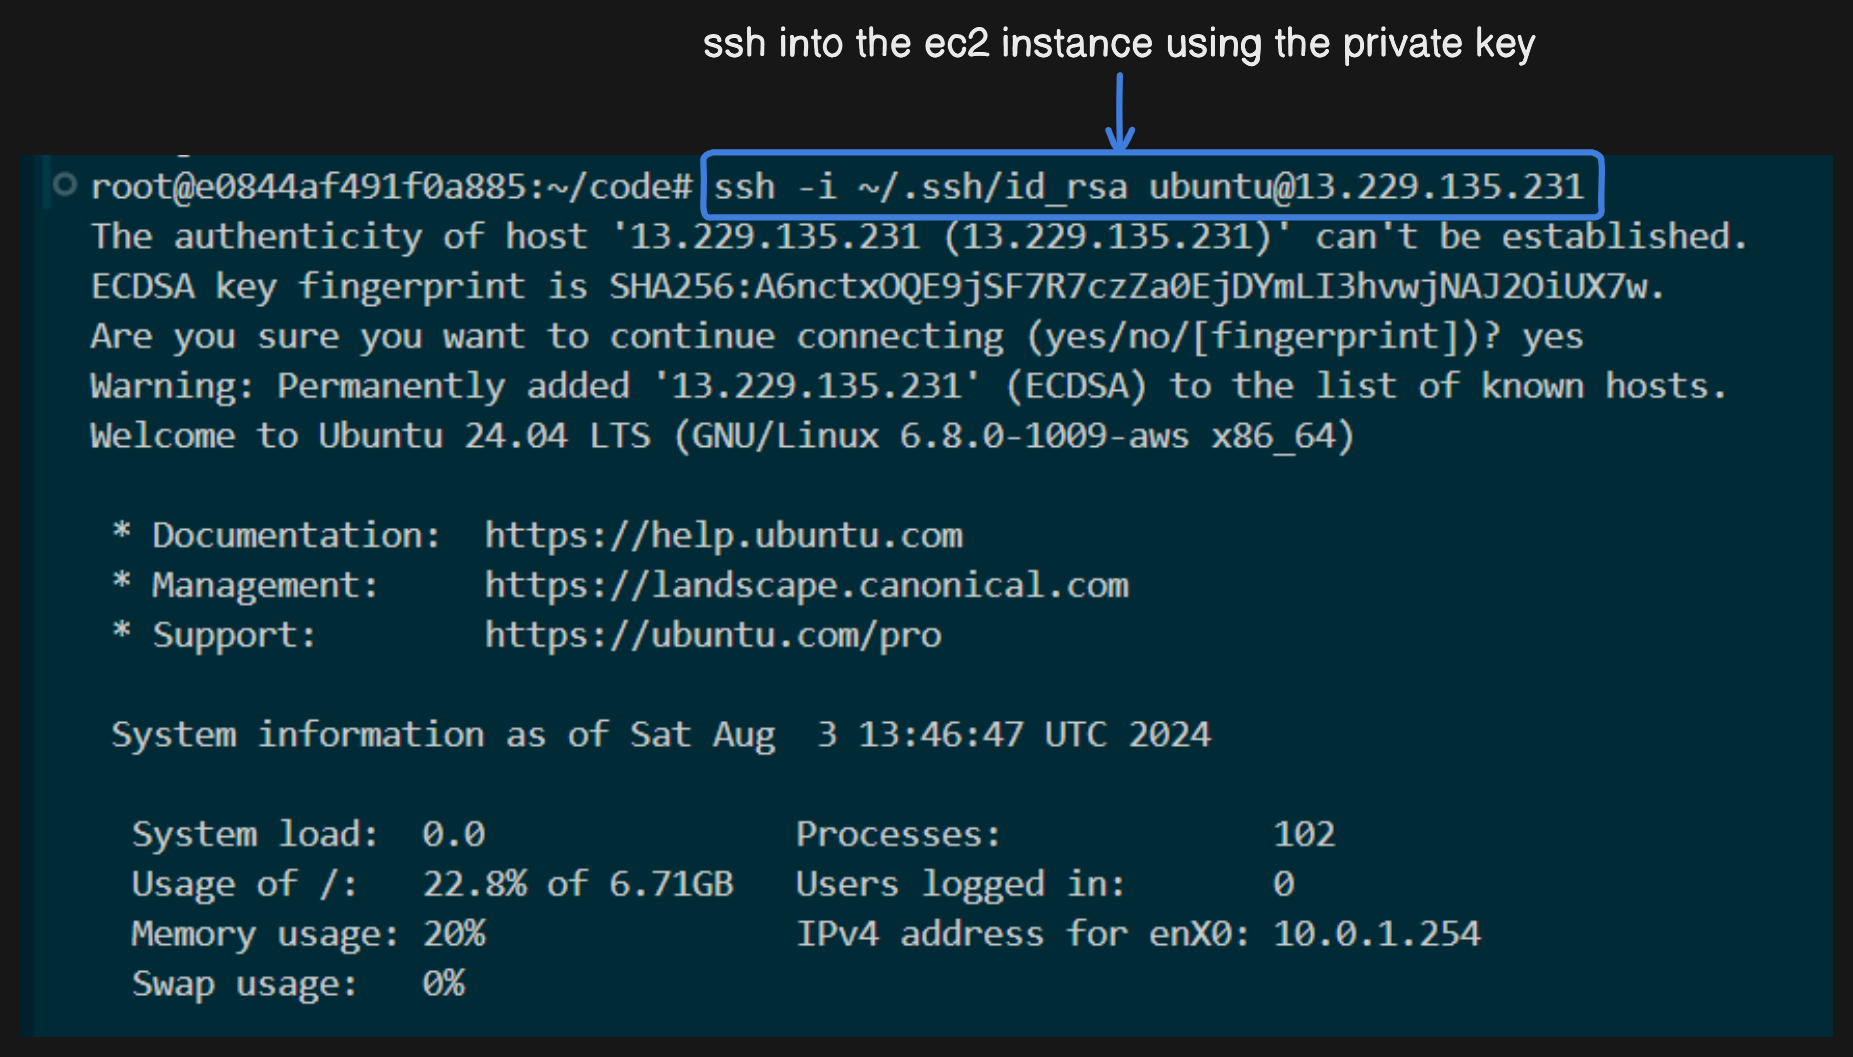 ssh into the ec2 instance using the private key
root@e0844af491f0a885:~/code# ssh -i ~/.ssh/id_rsa ubuntu@13.229.135.231
The authenticity of host '13.229.135.231 (13.229.135.231)' can't be established.
ECDSA key fingerprint is SHA256:A6nctxOQE9jSF7R7czZa0EjDYmLI3hvwjNAJ2OiUX7w.
Are you sure you want to continue connecting (yes/no/[fingerprint])? yes
Warning: Permanently added '13.229.135.231' (ECDSA) to the list of known hosts.
Welcome to Ubuntu 24.04 LTS (GNU/Linux 6.8.0-1009-aws x86_64)
* Documentation:  https://help.ubuntu.com
* Management:     https://landscape.canonical.com
* Support:        https://ubuntu.com/pro
System information as of Sat Aug  3 13:46:47 UTC 2024
System load:  0.0               Processes:             102
Usage of /:   22.8% of 6.71GB   Users logged in:       0
Memory usage: 20%               IPv4 address for enX0: 10.0.1.254
Swap usage:   0%